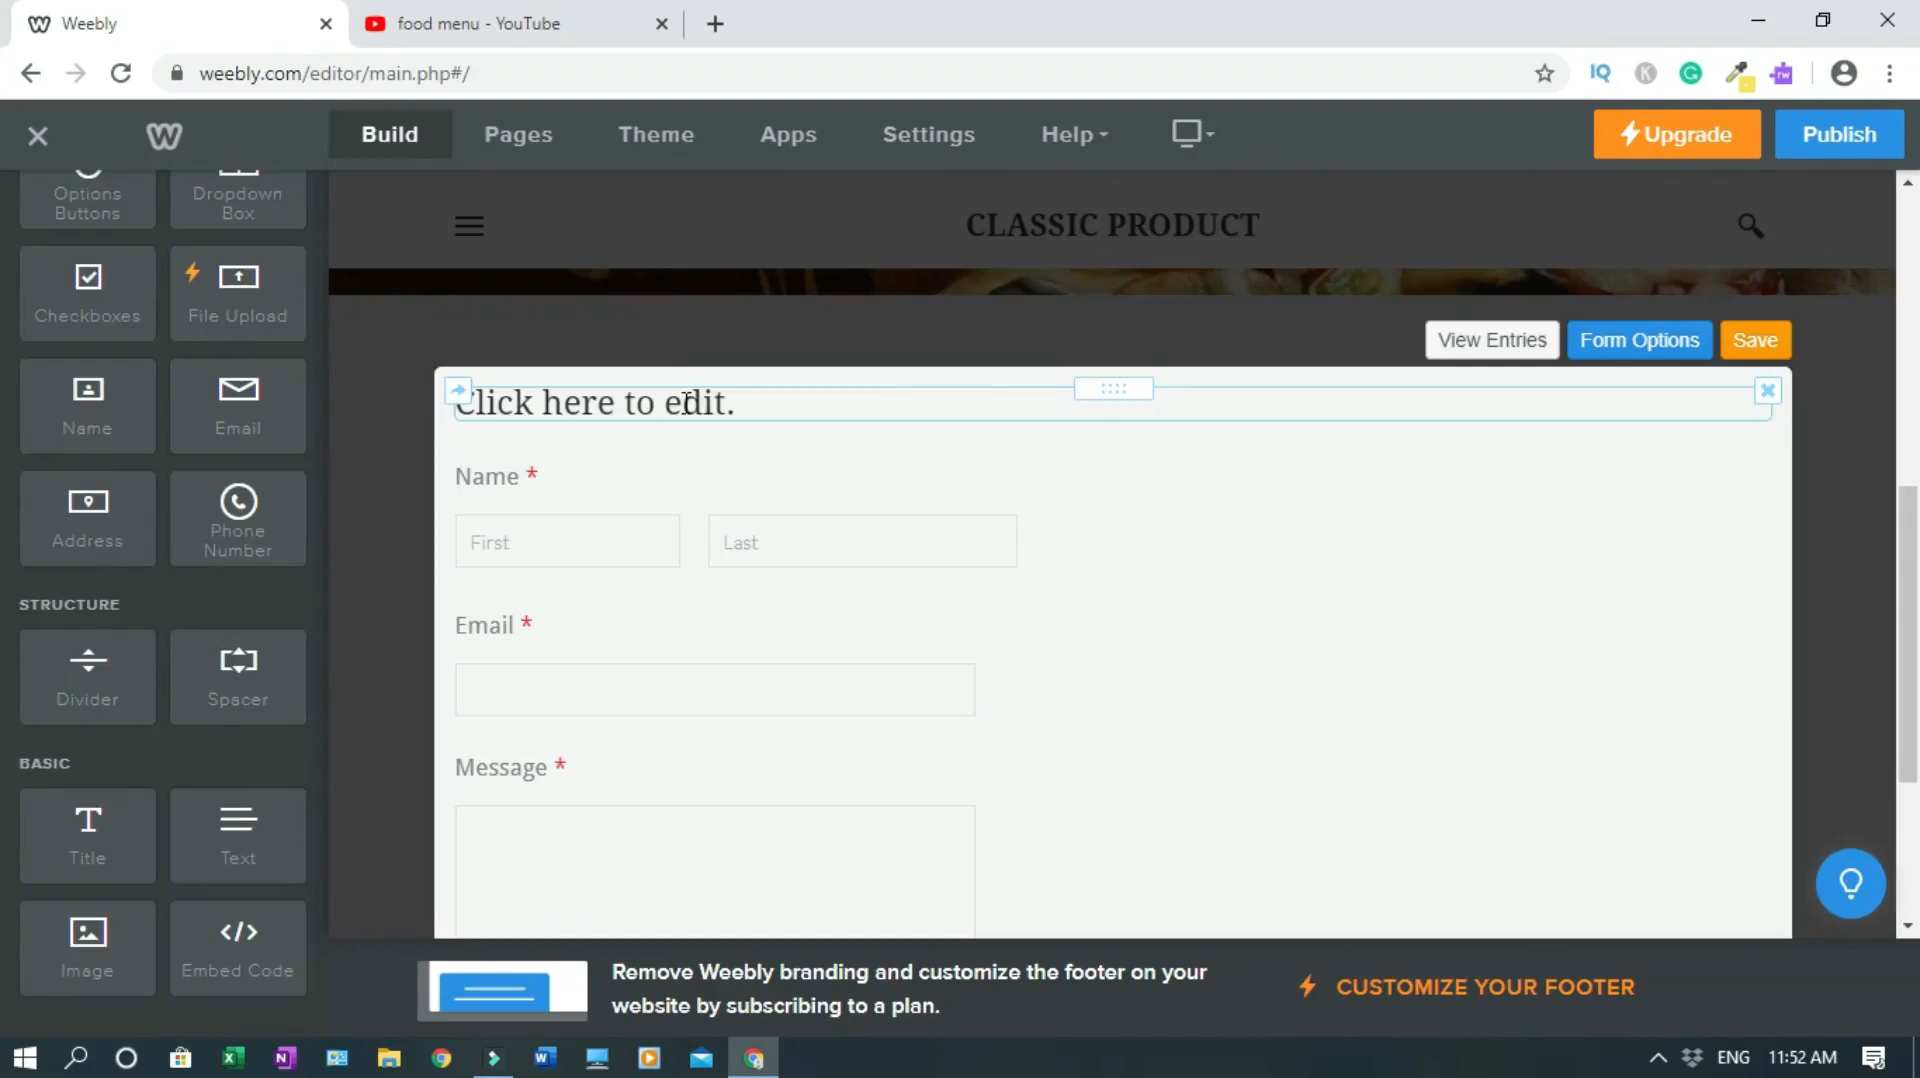 Weebly
food menu - YouTube
weebly.com/editor/main.php#/
Build
Pages
Theme
Apps
Settings
Help
Upgrade
Publish
Options
Buttons
Dropdown
Box
Checkboxes
File Upload
Name
Email
Address
Phone
Number
STRUCTURE
Divider
Spacer
BASIC
Title
Text
Image
Embed Code
CLASSIC PRODUCT
View Entries
Form Options
Save
Click here to edit.
Name *
First
Last
Email *
Message *
Remove Weebly branding and customize the footer on your
website by subscribing to a plan.
CUSTOMIZE YOUR FOOTER
ENG
11:52 AM